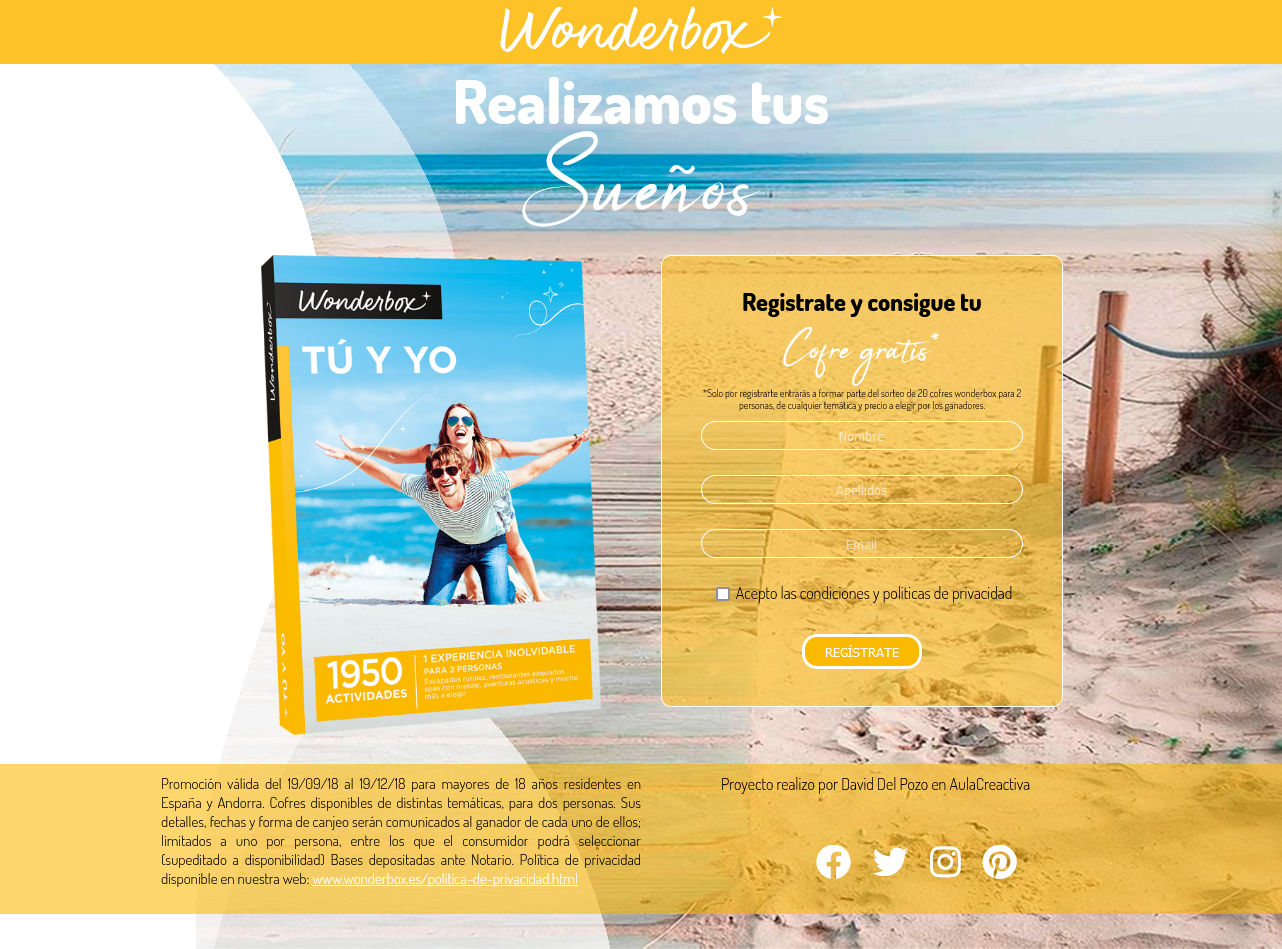 Wonderbox
Realizamos tus
Sueños
Wonderbox
Wonderbox
TÚ Y YO
1950
ACTIVIDADES
1 EXPERIENCIA INOLVIDABLE
PARA 2 PERSONAS
Escapadas rurales, restaurantes exquisitos,
spas con masaje, aventuras acuáticas y mucho
más a elegir
TÚ Y YO
Registrate y consigue tu
Cofre gratis*
*Solo por registrarte entrarás a formar parte del sorteo de 20 cofres wonderbox para 2
personas, de cualquier temática y precio a elegir por los ganadores.
Nombre
Apellidos
Email
Acepto las condiciones y politicas de privacidad
REGÍSTRATE
Promoción válida del 19/09/18 al 19/12/18 para mayores de 18 años residentes en
España y Andorra. Cofres disponibles de distintas temáticas, para dos personas. Sus
detalles, fechas y forma de canjeo serán comunicados al ganador de cada uno de ellos;
limitados a uno por persona, entre los que el consumidor podrá seleccionar
(supeditado a disponibilidad) Bases depositadas ante Notario. Política de privacidad
disponible en nuestra web: www.wonderbox.es/politica-de-privacidad.html
Proyecto realizo por David Del Pozo en AulaCreactiva